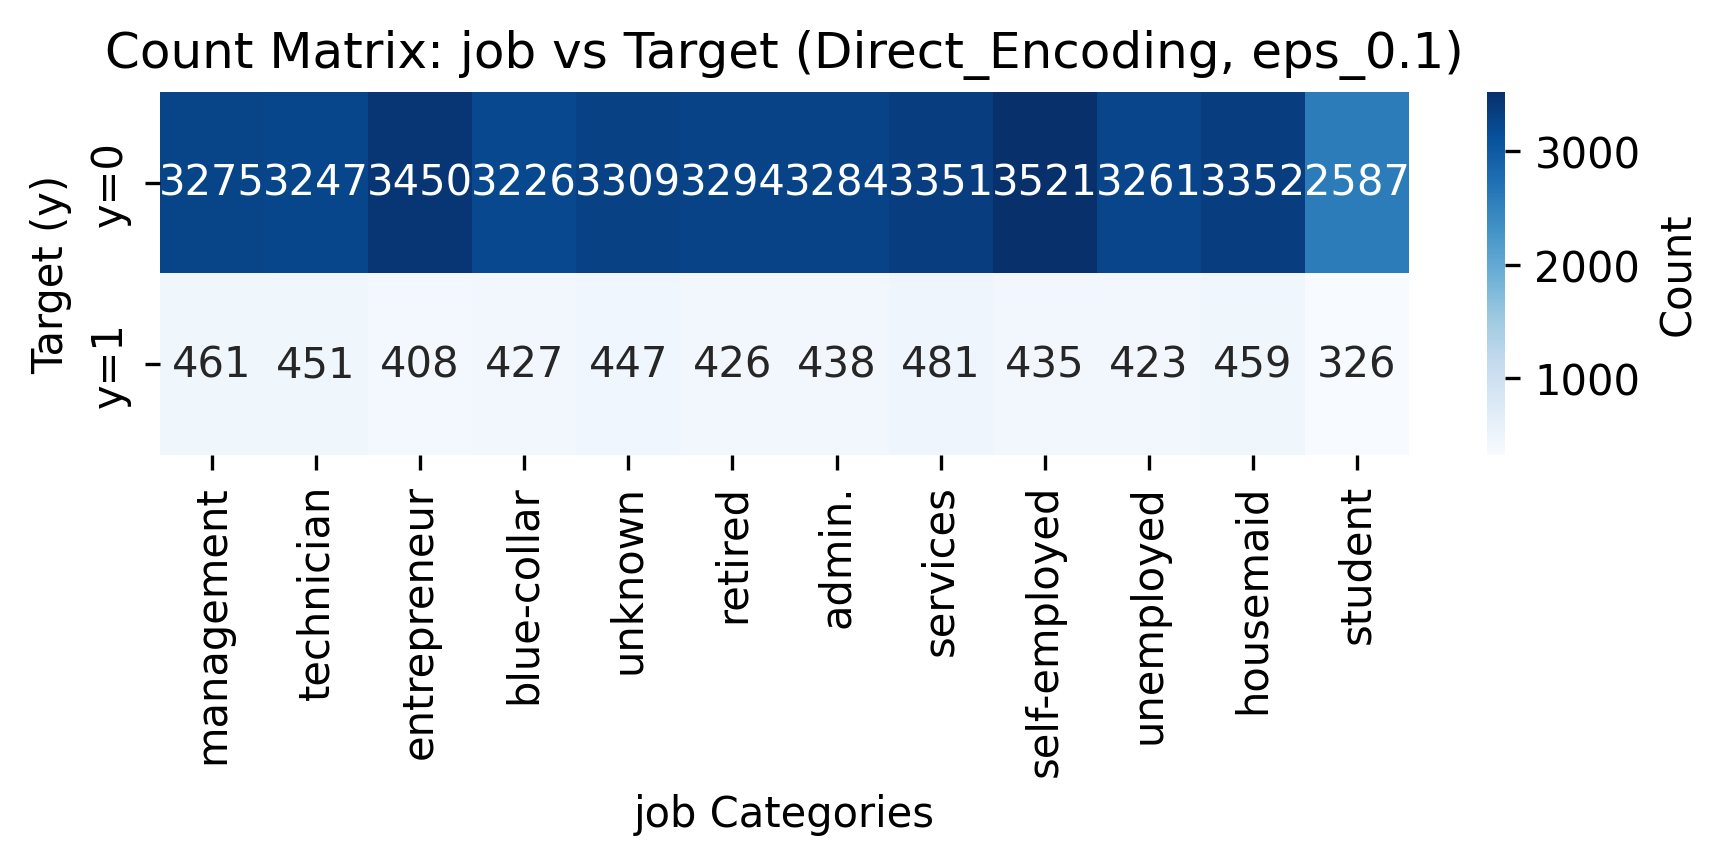 Count Matrix: job vs Target (Direct_Encoding, eps_0.1)
Target (y)
y=0
3275 3247 3450 3226 3309 3294 3284 3351 3521 3261 3352 2587
y=1
461 451 408 427 447 426 438 481 435 423 459 326
management technician entrepreneur blue-collar unknown retired admin. services self-employed unemployed housemaid student
job Categories
3000
2000
1000
Count